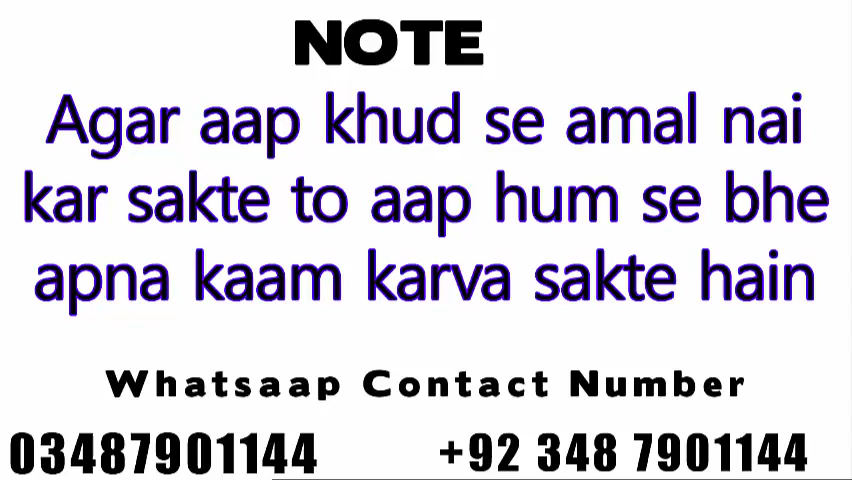 NOTE
Agar aap khud se amal nai
kar sakte to aap hum se bhe
apna kaam karva sakte hain
Whatsaap Contact Number
03487901144 +92 348 7901144